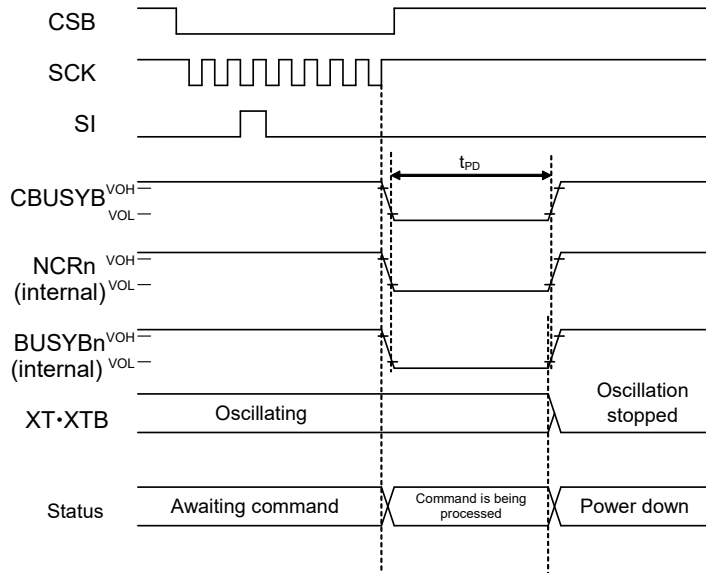 CSB
SCK
SI
tPD
CBUSYB
VOH
VOL
NCRn
(internal)
VOH
VOL
BUSYBn
(internal)
VOH
VOL
XT•XTB
Oscillating
Oscillation
stopped
Status
Awaiting command
Command is being
processed
Power down